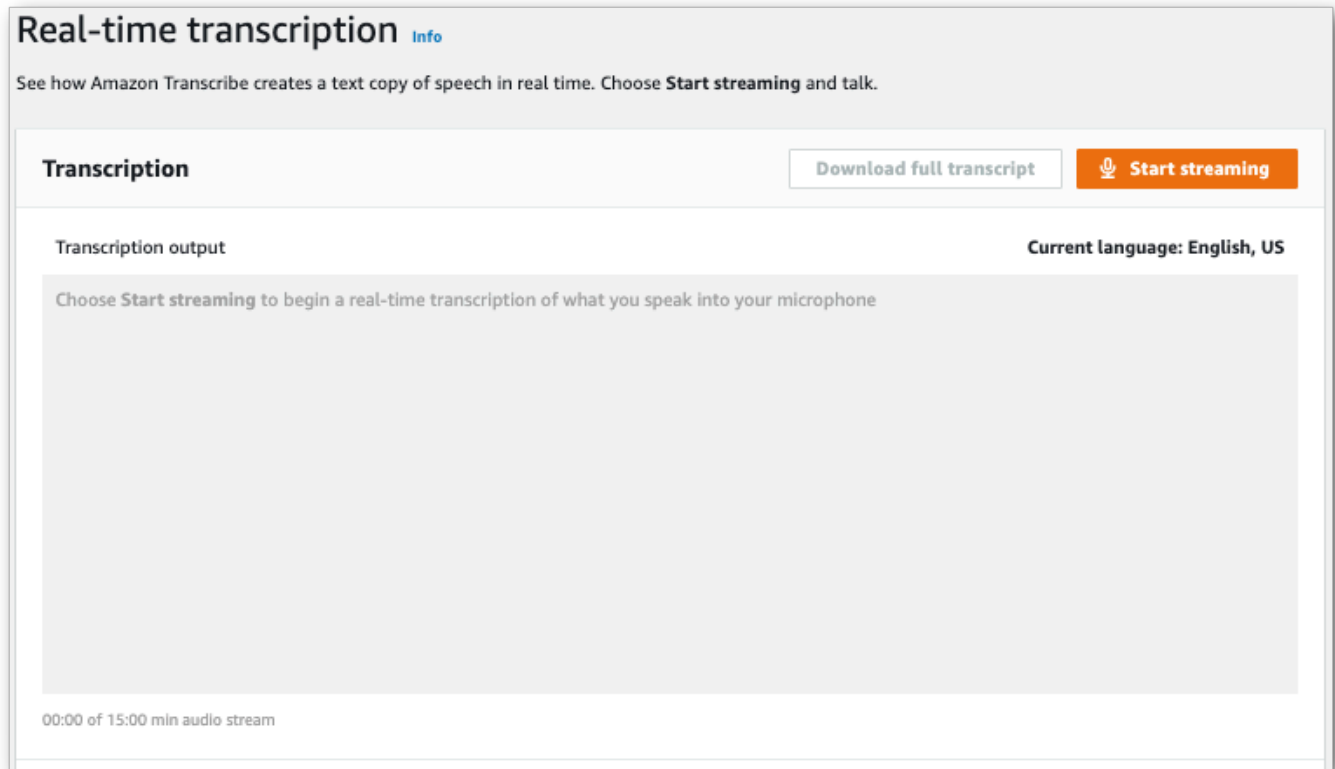 Real-time transcription Info
See how Amazon Transcribe creates a text copy of speech in real time. Choose Start streaming and talk.
Transcription
Download full transcript
Start streaming
Transcription output
Current language: English, US
Choose Start streaming to begin a real-time transcription of what you speak into your microphone
00:00 of 15:00 min audio stream